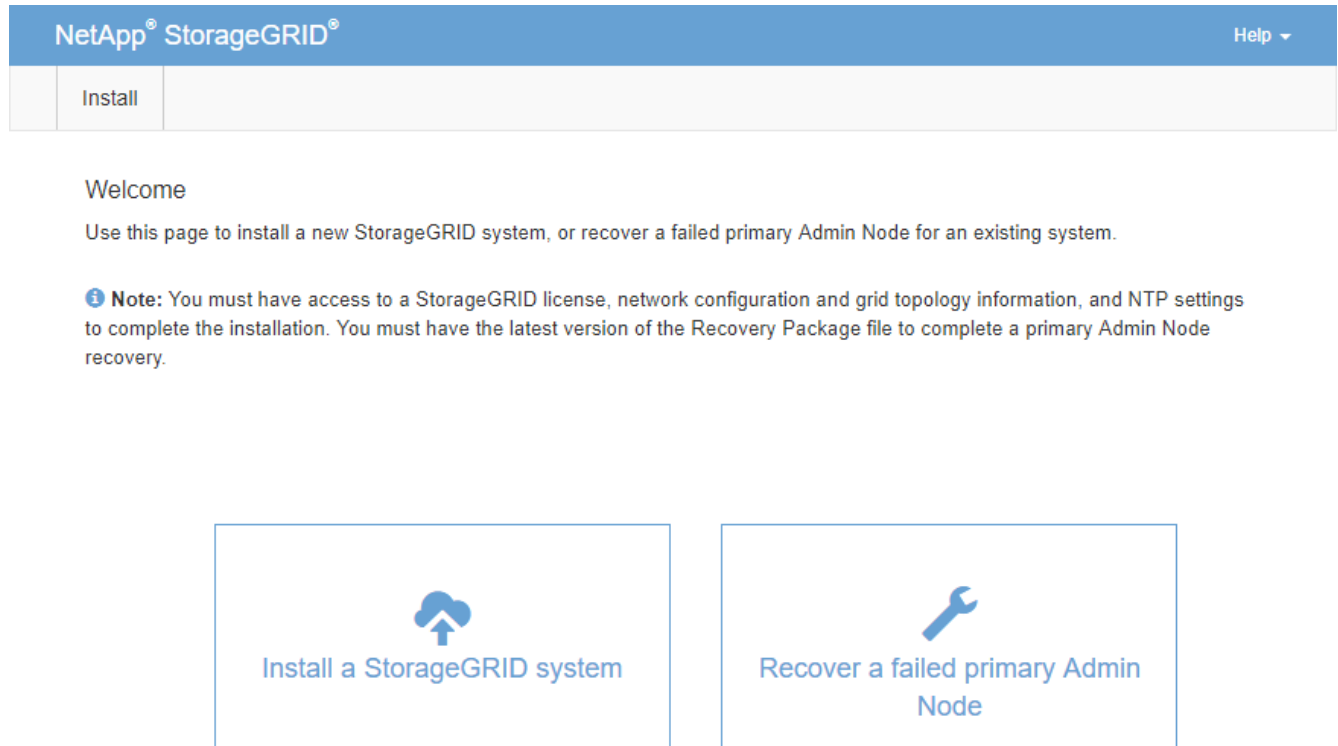 NetApp® StorageGRID®
Help
Install
Welcome
Use this page to install a new StorageGRID system, or recover a failed primary Admin Node for an existing system.
Note: You must have access to a StorageGRID license, network configuration and grid topology information, and NTP settings
to complete the installation. You must have the latest version of the Recovery Package file to complete a primary Admin Node
recovery.
Install a StorageGRID system
Recover a failed primary Admin
Node